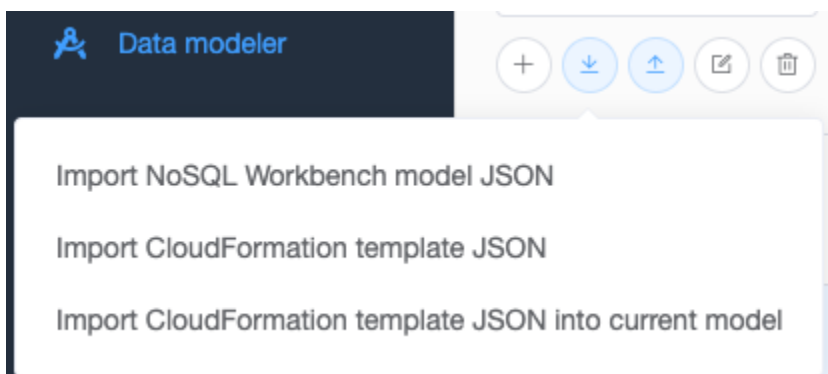 Data modeler
Import NoSQL Workbench model JSON
Import CloudFormation template JSON
Import CloudFormation template JSON into current model